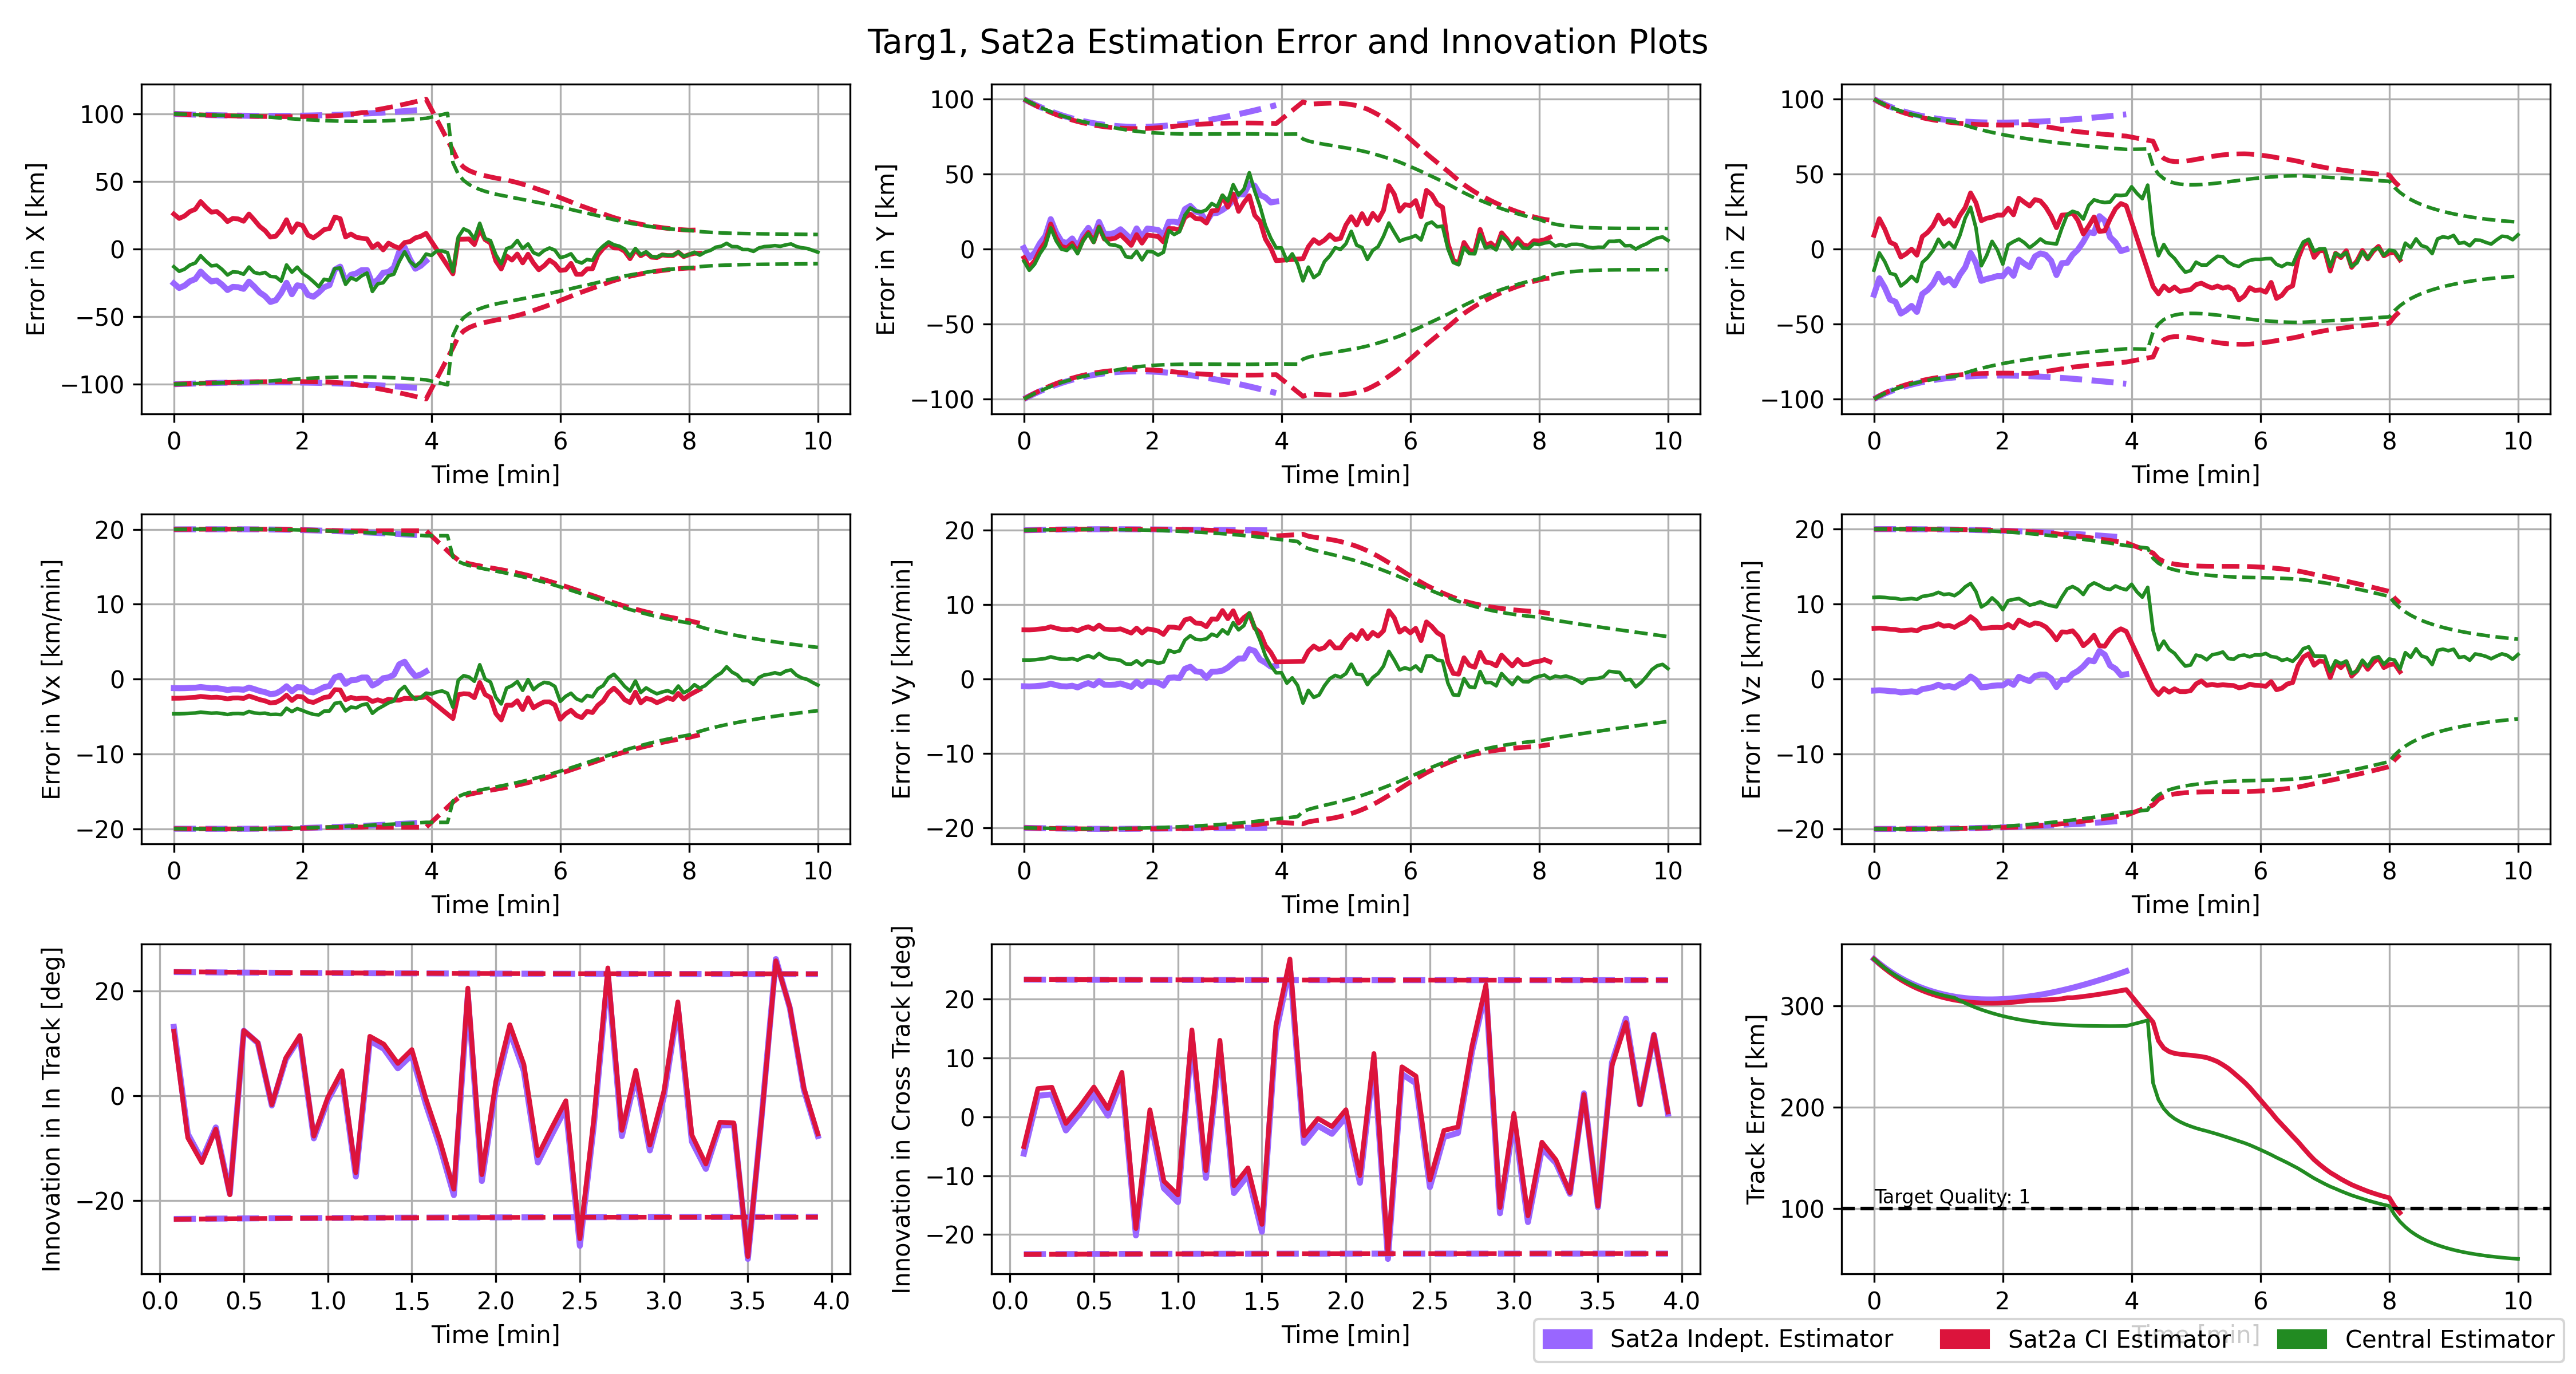 Targ1, Sat2a Estimation Error and Innovation Plots
Error in X [km]
100
50
0
−50
−100
0 2 4 6 8 10
Time [min]
Error in Y [km]
100
50
0
−50
−100
0 2 4 6 8 10
Time [min]
Error in Z [km]
100
50
0
−50
−100
0 2 4 6 8 10
Time [min]
Error in Vx [km/min]
20
10
0
−10
−20
0 2 4 6 8 10
Time [min]
Error in Vy [km/min]
20
10
0
−10
−20
0 2 4 6 8 10
Time [min]
Error in Vz [km/min]
20
10
0
−10
−20
0 2 4 6 8 10
Time [min]
Innovation in In Track [deg]
20
0
−20
0.0 0.5 1.0 1.5 2.0 2.5 3.0 3.5 4.0
Time [min]
Innovation in Cross Track [deg]
20
10
0
−10
−20
0.0 0.5 1.0 1.5 2.0 2.5 3.0 3.5 4.0
Time [min]
Track Error [km]
300
200
100
Target Quality: 1
0 2 4 6 8 10
Time [min]
Sat2a Indept. Estimator
Sat2a CI Estimator
Central Estimator